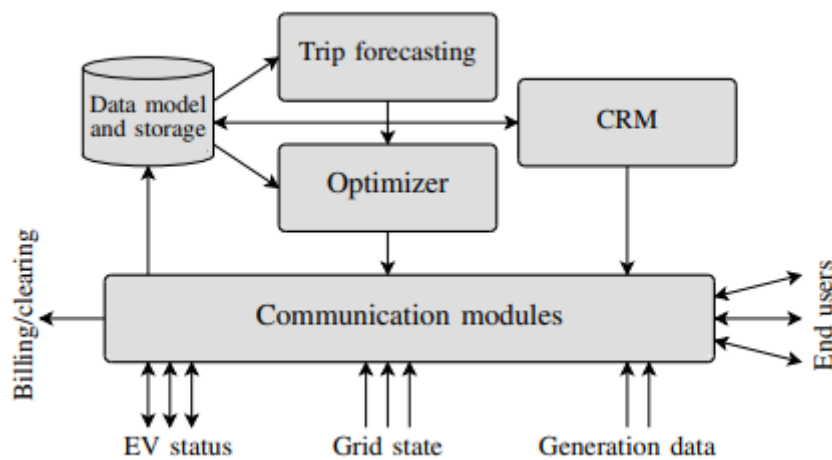 Trip forecasting
Data model
and storage
CRM
Optimizer
Billing/clearing
Communication modules
End users
EV status
Grid state
Generation data